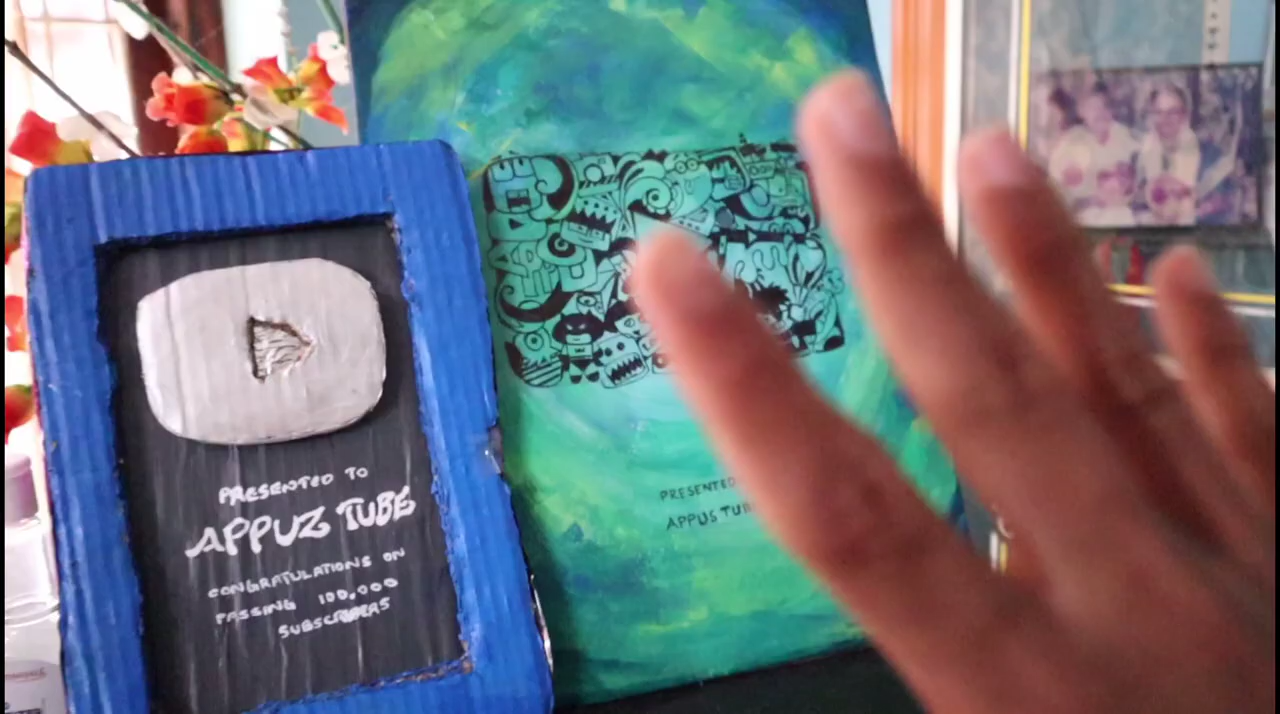 PRESENTED TO
APPUZ TUBE
CONGRATULATIONS ON
PASSING 100,000
SUBSCRIBERS
PRESENTED
APPUS TUB